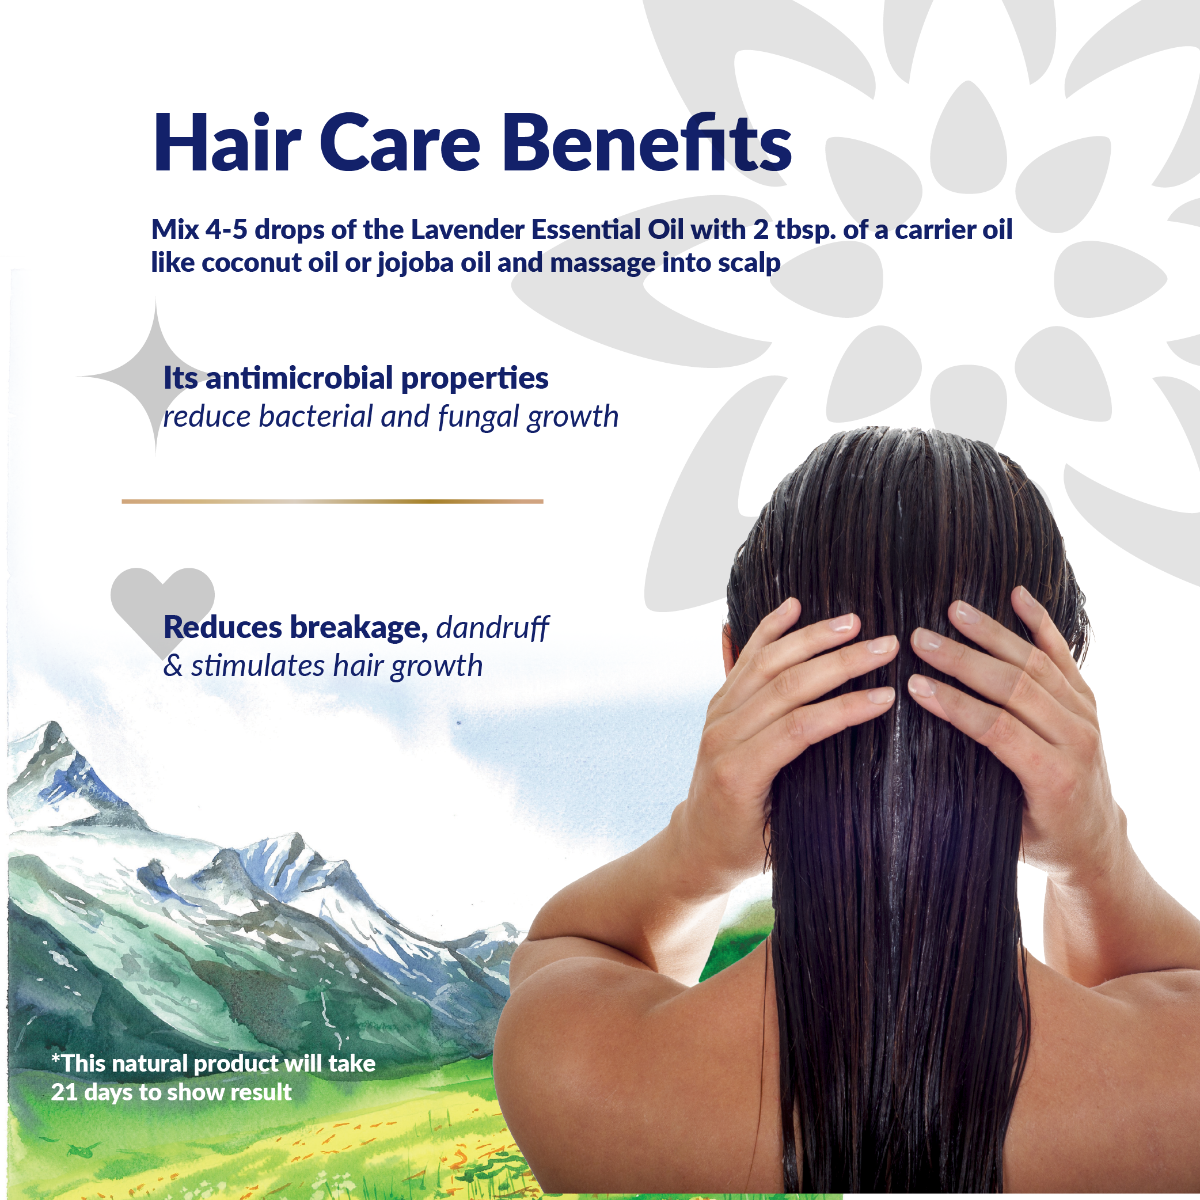 Hair Care Benefits
Mix 4-5 drops of the Lavender Essential Oil with 2 tbsp. of a carrier oil
like coconut oil or jojoba oil and massage into scalp
Its antimicrobial properties
reduce bacterial and fungal growth
Reduces breakage, dandruff
& stimulates hair growth
*This natural product will take
21 days to show result